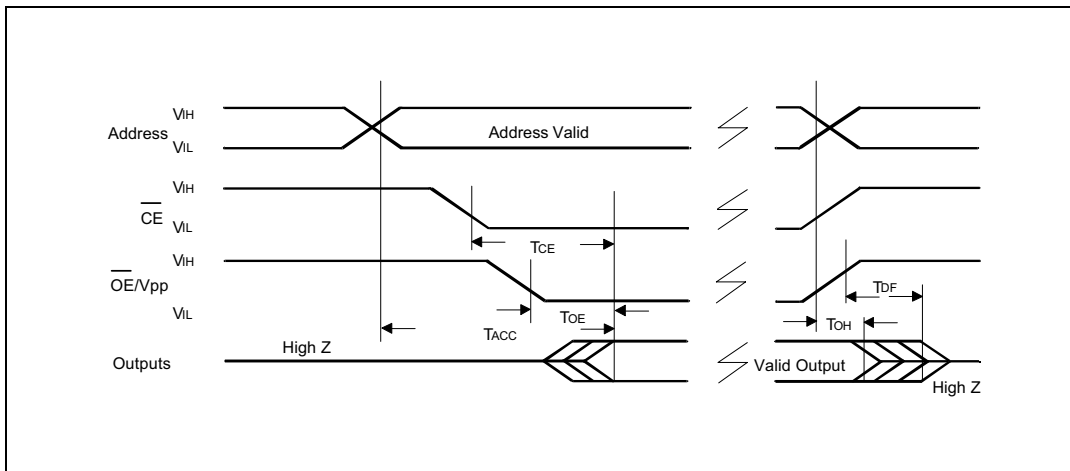 VIH
Address
Address Valid
VIL
VIH
CE
VIL
TCE
VIH
OE/Vpp
TDF
VIL
TOE
TACC
TOH
High Z
Outputs
Valid Output
High Z